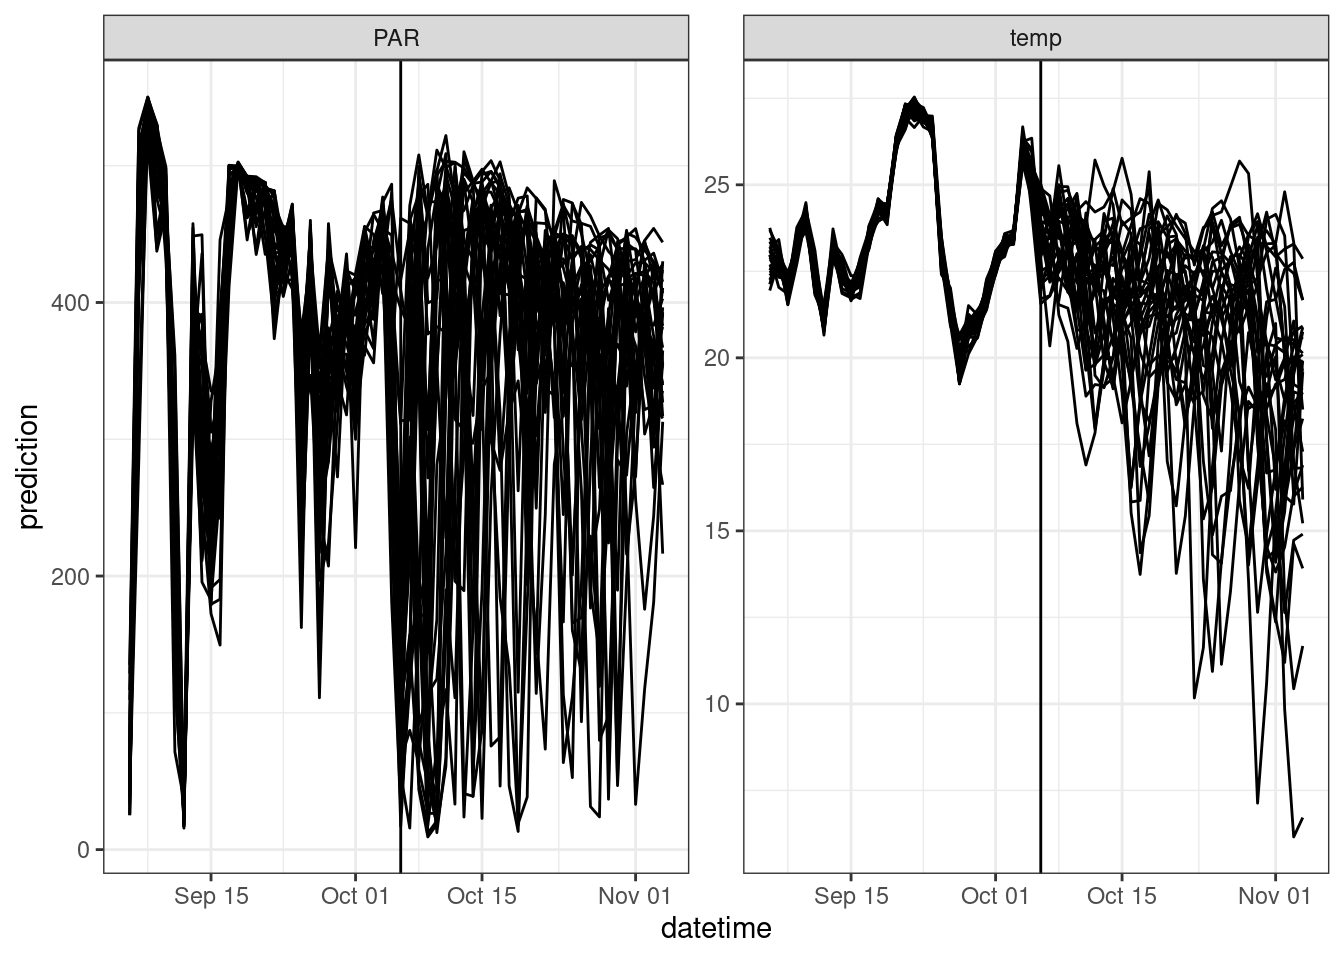 PAR
temp
prediction
400
200
0
25
20
15
10
Sep 15
Oct 01
Oct 15
Nov 01
Sep 15
Oct 01
Oct 15
Nov 01
datetime